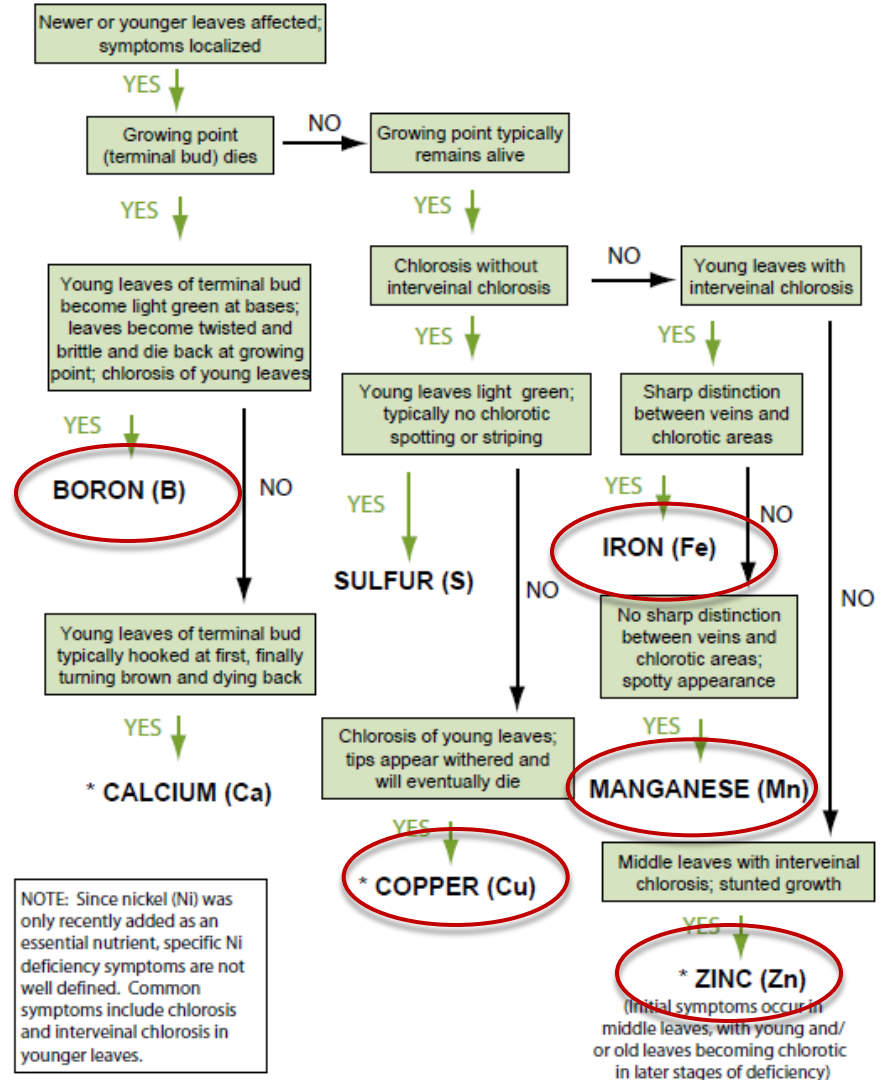 Newer or younger leaves affected;
symptoms localized
YES
Growing point
(terminal bud) dies
NO
Growing point typically
remains alive
YES
YES
Young leaves of terminal bud
become light green at bases;
leaves become twisted and
brittle and die back at growing
point; chlorosis of young leaves
Chlorosis without
interveinal chlorosis
NO
Young leaves with
interveinal chlorosis
YES
YES
Young leaves light green;
typically no chlorotic
spotting or striping
Sharp distinction
between veins and
chlorotic areas
YES
BORON (B)
NO
YES
SULFUR (S)
NO
YES
IRON (Fe)
NO
NO
Young leaves of terminal bud
typically hooked at first, finally
turning brown and dying back
No sharp distinction
between veins and
chlorotic areas;
spotty appearance
YES
* CALCIUM (Ca)
Chlorosis of young leaves;
tips appear withered and
will eventually die
YES
MANGANESE (Mn)
YES
* COPPER (Cu)
Middle leaves with interveinal
chlorosis; stunted growth
YES
* ZINC (Zn)
(Initial symptoms occur in
middle leaves, with young and/
or old leaves becoming chlorotic
in later stages of deficiency)
NOTE: Since nickel (Ni) was
only recently added as an
essential nutrient, specific Ni
deficiency symptoms are not
well defined. Common
symptoms include chlorosis
and interveinal chlorosis in
younger leaves.